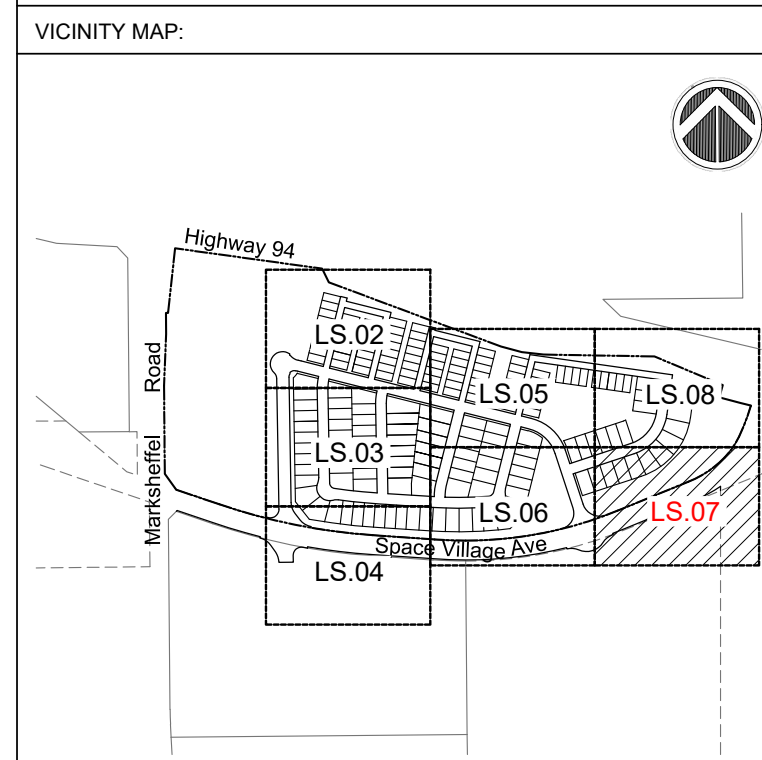 VICINITY MAP:
Highway 94
LS.02
Road
LS.05
LS.08
LS.03
Marksheffel
LS.06
LS.07
Space Village Ave
LS.04